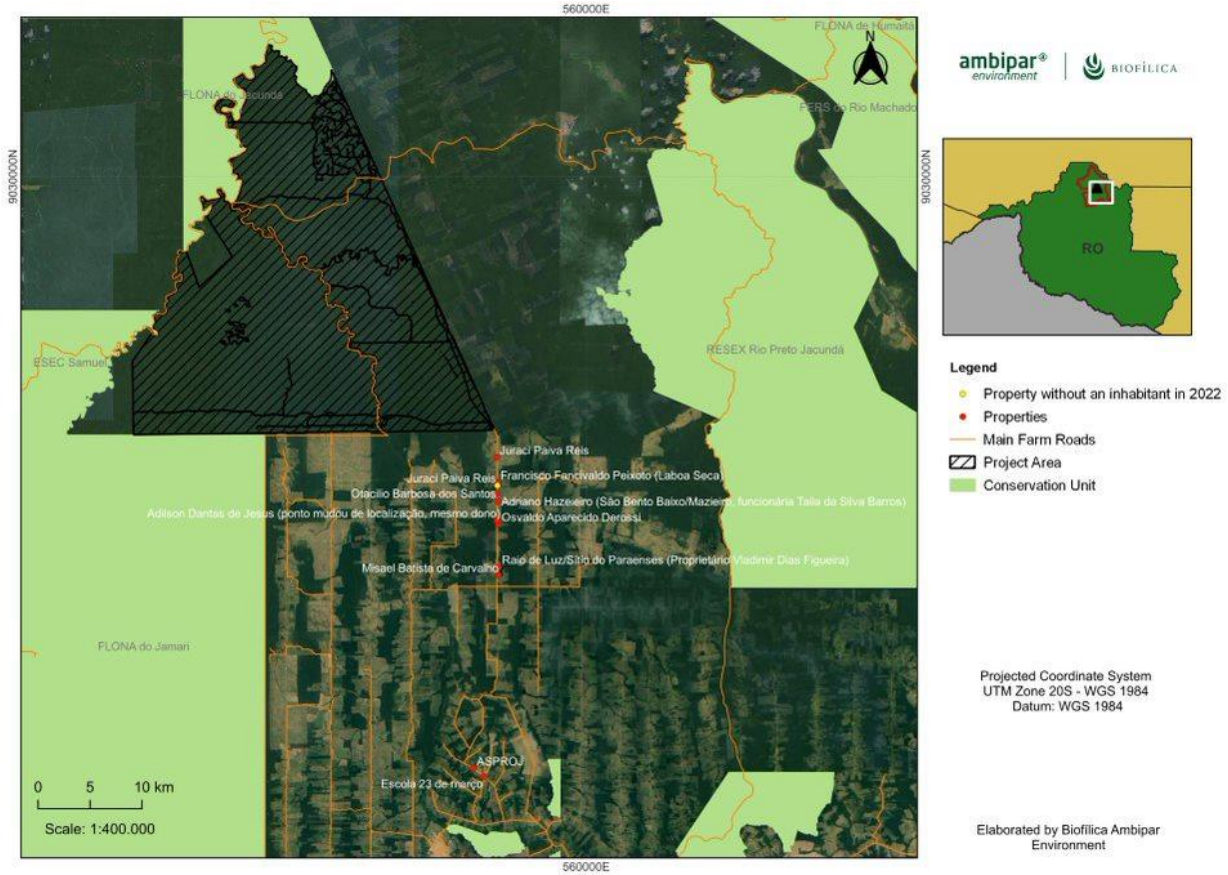 560000E
FLONA de Humaitá
N
FLONA do Jacundá
FERS do Rio Machado
9030000N
9030000N
ESEC Samuel
RESEX Rio Preto Jacundá
Juraci Paiva Reis
Juraci Paiva Reis
Francisco Fancivaldo Peixoto (Laboa Seca)
Otacilio Barbosa dos Santos
Adriano Hazeieiro (São Bento Baixo/Mazieiro, funcionária Talia da Silva Barros)
Adilson Dantas de Jesus (ponto mudou de localização, mesmo dono)
Osvaldo Aparecido Derossi
Raio de Luz/Sítio do Paraenses (Proprietário Vladimir Dias Figueira)
Misael Batista de Carvalho
FLONA do Jamari
ASPROJ
Escola 23 de março
0 5 10 km
Scale: 1:400.000
560000E
ambipar®
environment
BIOFÍLICA
RO
Legend
Property without an inhabitant in 2022
Properties
Main Farm Roads
Project Area
Conservation Unit
Projected Coordinate System
UTM Zone 20S - WGS 1984
Datum: WGS 1984
Elaborated by Biofílica Ambipar
Environment